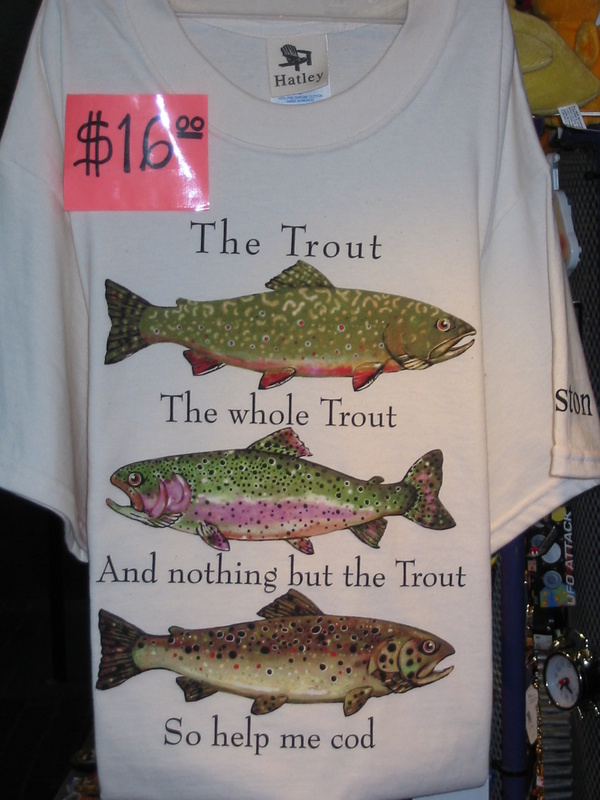 Hatley
$16.00
The Trout
The whole Trout
And nothing but the Trout
So help me cod
ston
UFO ATTACK